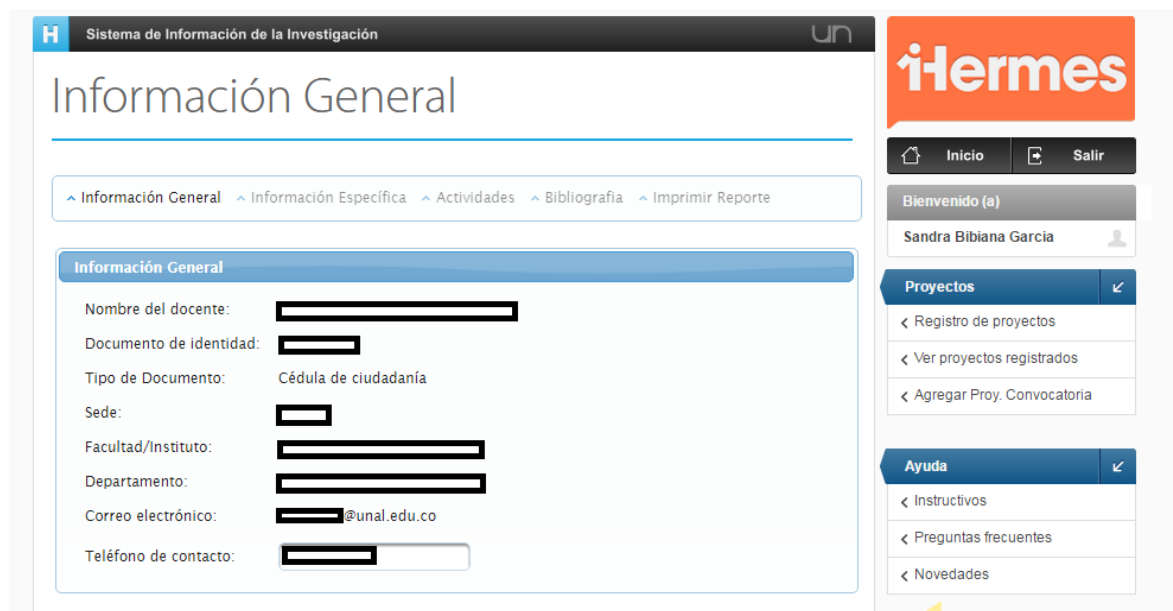 H Sistema de Información de la Investigación un
Información General
Información General Información Específica Actividades Bibliografia Imprimir Reporte
Información General
Nombre del docente:
Documento de identidad:
Tipo de Documento: Cédula de ciudadanía
Sede:
Facultad/Instituto:
Departamento:
Correo electrónico: @unal.edu.co
Teléfono de contacto:
Hermes
Inicio Salir
Bienvenido (a)
Sandra Bibiana Garcia
Proyectos
Registro de proyectos
Ver proyectos registrados
Agregar Proy. Convocatoria
Ayuda
Instructivos
Preguntas frecuentes
Novedades